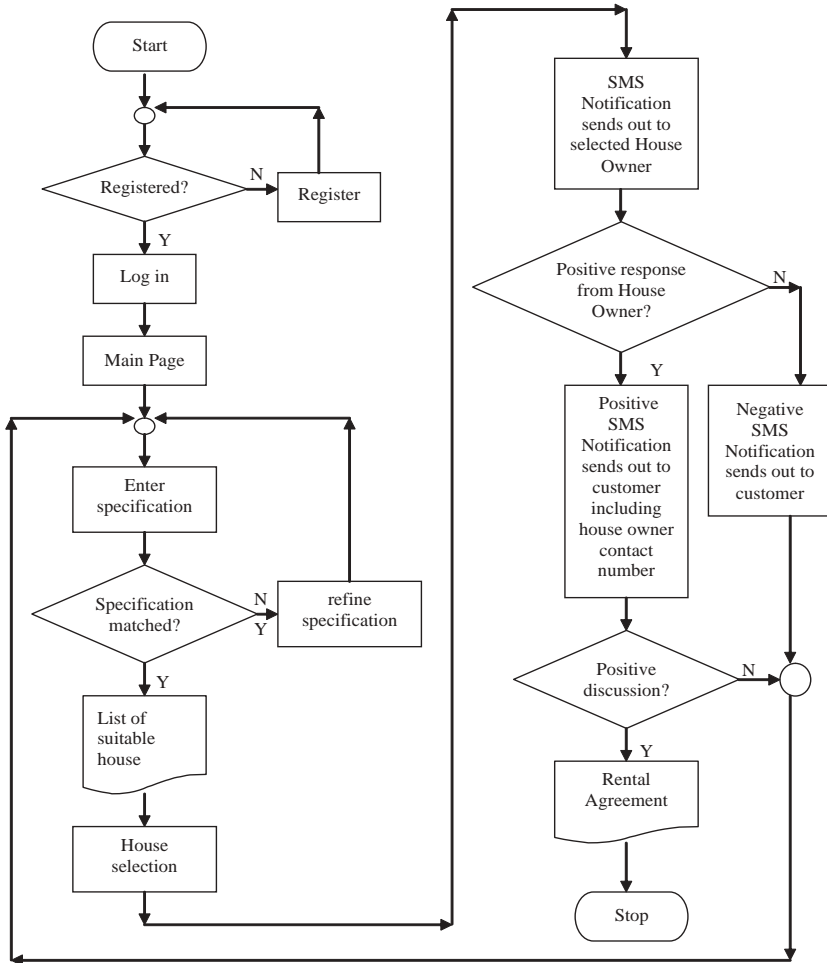 Start
Registered?
N
Register
Y
Log in
Main Page
Enter
specification
Specification
matched?
N
Y
refine
specification
Y
List of
suitable
house
House
selection
SMS
Notification
sends out to
selected House
Owner
Positive response
from House
Owner?
N
Y
Positive
SMS
Notification
sends out to
customer
including
house owner
contact
number
Negative
SMS
Notification
sends out to
customer
Positive
discussion?
N
Y
Rental
Agreement
Stop